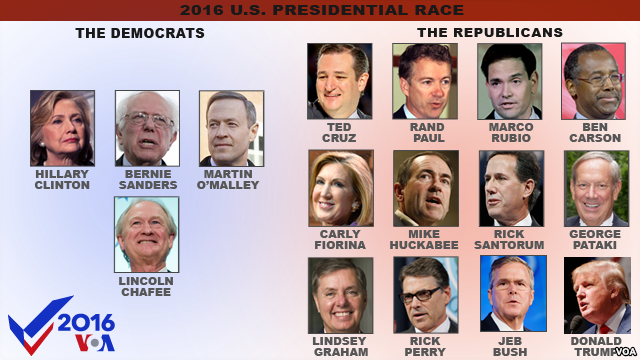 2016 U.S. PRESIDENTIAL RACE
THE DEMOCRATS
HILLARY
CLINTON
BERNIE
SANDERS
MARTIN
O'MALLEY
LINCOLN
CHAFEE
THE REPUBLICANS
TED
CRUZ
RAND
PAUL
MARCO
RUBIO
BEN
CARSON
CARLY
FIORINA
MIKE
HUCKABEE
RICK
SANTORUM
GEORGE
PATAKI
LINDSEY
GRAHAM
RICK
PERRY
JEB
BUSH
DONALD
TRUMP
2016
VOA
VOA